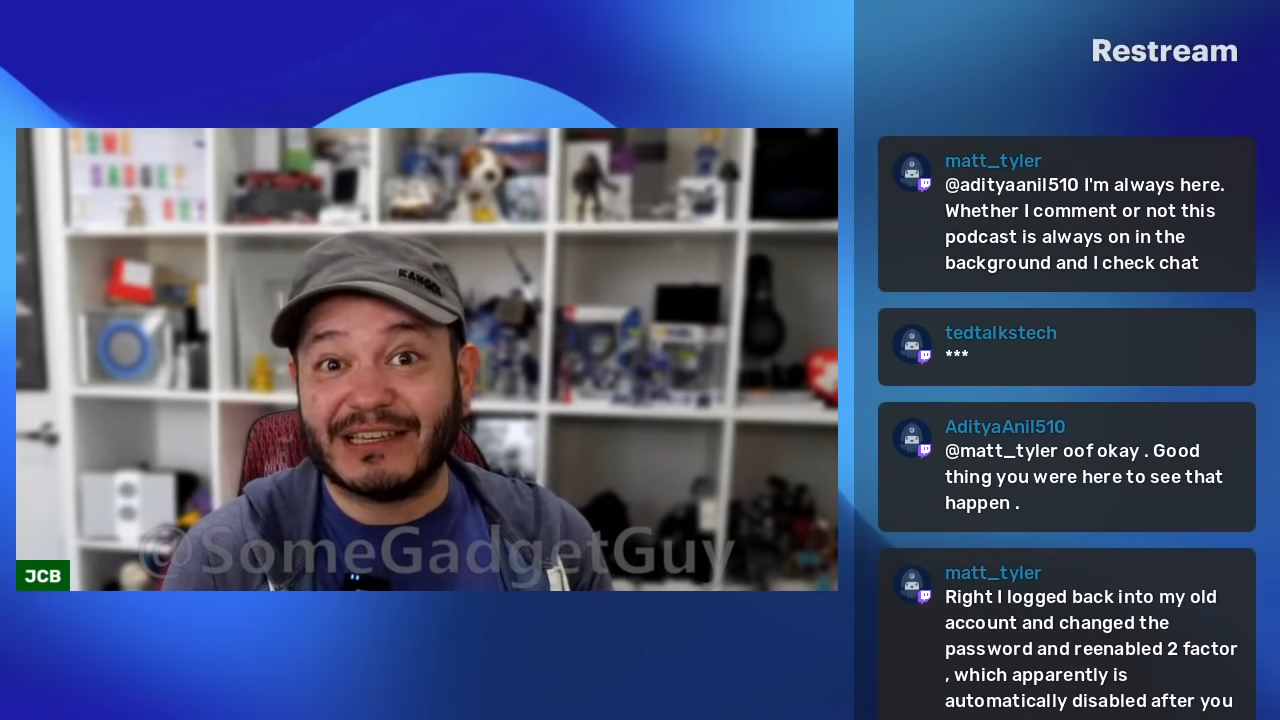 Restream
matt_tyler
@adityaanil510 I'm always here.
Whether I comment or not this
podcast is always on in the
background and I check chat
tedtalkstech
***
AdityaAnil510
@matt_tyler oof okay . Good
thing you were here to see that
happen .
matt_tyler
Right I logged back into my old
account and changed the
password and reenabled 2 factor
, which apparently is
automatically disabled after you
KANGOL
@SomeGadgetGuy
JCB